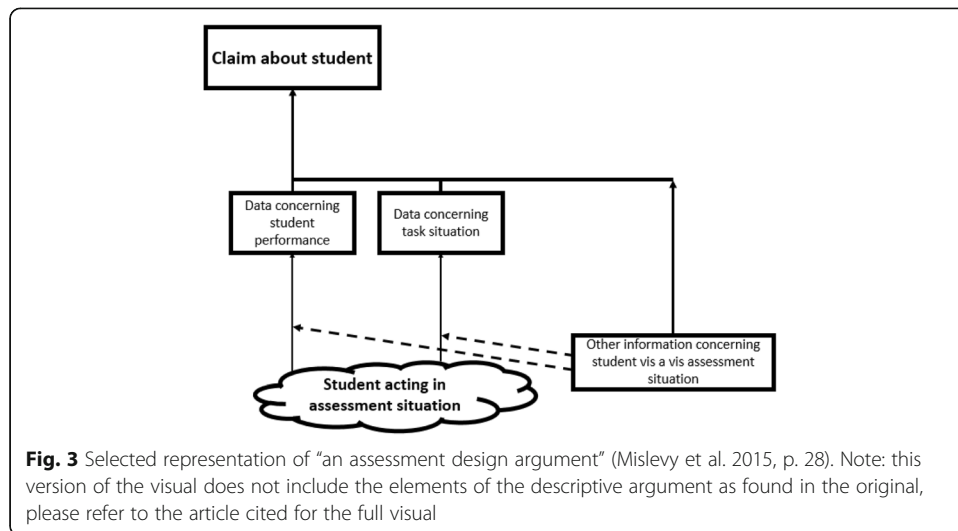 Claim about student
Data concerning
student
performance
Data concerning
task situation
Other information concerning
student vis a vis assessment
situation
Student acting in
assessment situation
Fig. 3 Selected representation of “an assessment design argument” (Mislevy et al. 2015, p. 28). Note: this
version of the visual does not include the elements of the descriptive argument as found in the original,
please refer to the article cited for the full visual